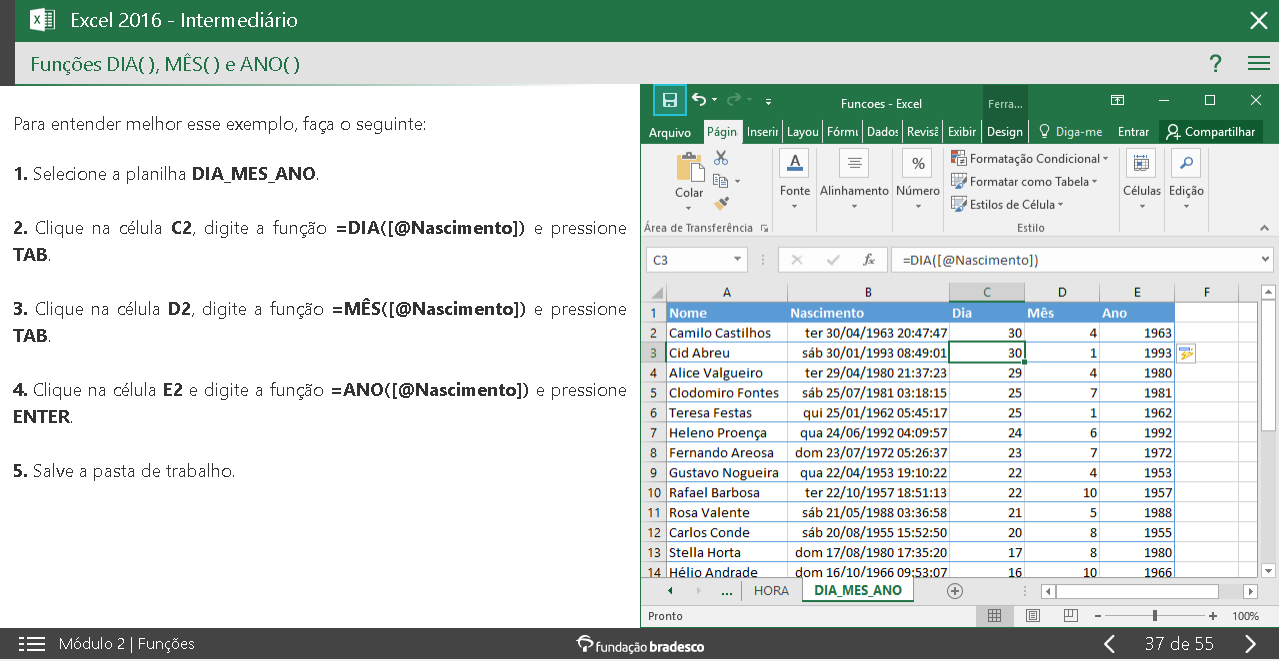 Excel 2016 - Intermediário
Funções DIA( ), MÊS( ) e ANO( )
?
Para entender melhor esse exemplo, faça o seguinte:
1. Selecione a planilha DIA_MES_ANO.
2. Clique na célula C2, digite a função =DIA([@Nascimento]) e pressione
TAB.
3. Clique na célula D2, digite a função =MÊS([@Nascimento]) e pressione
TAB.
4. Clique na célula E2 e digite a função =ANO([@Nascimento]) e pressione
ENTER.
5. Salve a pasta de trabalho.
Funcoes - Excel Ferra...
Arquivo Págin Inserir Layou Fórmu Dados Revisã Exibir Design Diga-me Entrar Compartilhar
Colar Fonte Alinhamento Número Células Edição
Formatação Condicional
Formatar como Tabela
Estilos de Célula
Área de Transferência Estilo
C3 fx =DIA([@Nascimento])
A B C D E F
1 Nome Nascimento Dia Mês Ano
2 Camilo Castilhos ter 30/04/1963 20:47:47 30 4 1963
3 Cid Abreu sáb 30/01/1993 08:49:01 30 1 1993
4 Alice Valgueiro ter 29/04/1980 21:37:23 29 4 1980
5 Clodomiro Fontes sáb 25/07/1981 03:18:15 25 7 1981
6 Teresa Festas qui 25/01/1962 05:45:17 25 1 1962
7 Heleno Proença qua 24/06/1992 04:09:57 24 6 1992
8 Fernando Areosa dom 23/07/1972 05:26:37 23 7 1972
9 Gustavo Nogueira qua 22/04/1953 19:10:22 22 4 1953
10 Rafael Barbosa ter 22/10/1957 18:51:13 22 10 1957
11 Rosa Valente sáb 21/05/1988 03:36:58 21 5 1988
12 Carlos Conde sáb 20/08/1955 15:52:50 20 8 1955
13 Stella Horta dom 17/08/1980 17:35:20 17 8 1980
14 Hélio Andrade dom 16/10/1966 09:53:07 16 10 1966
... HORA DIA_MES_ANO
Pronto 100%
Módulo 2 | Funções fundação bradesco 37 de 55